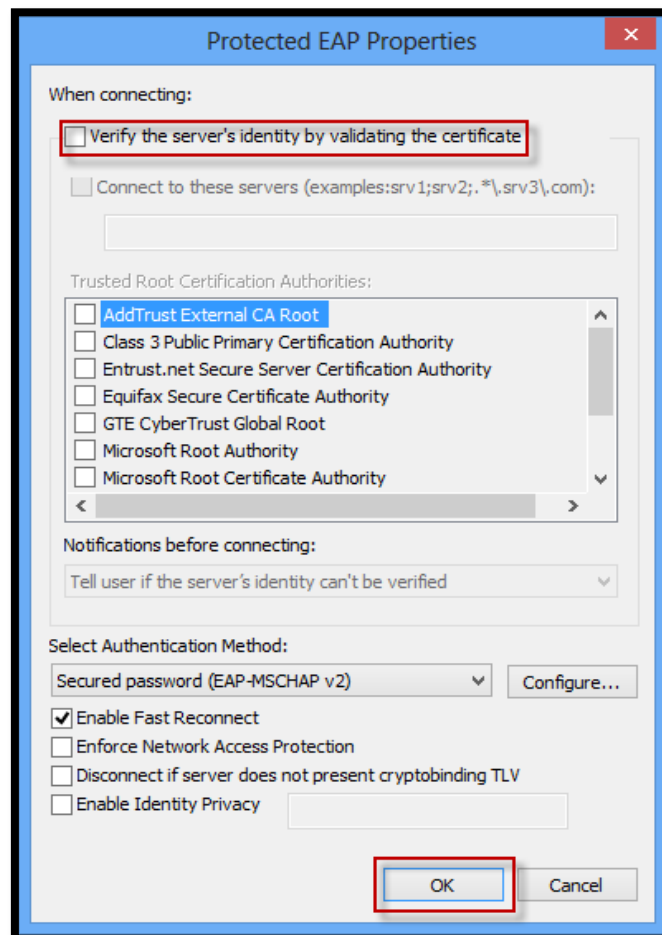 Protected EAP Properties
When connecting:
Verify the server's identity by validating the certificate
Connect to these servers (examples:srv1;srv2;.*\.srv3\.com):
Trusted Root Certification Authorities:
AddTrust External CA Root
Class 3 Public Primary Certification Authority
Entrust.net Secure Server Certification Authority
Equifax Secure Certificate Authority
GTE CyberTrust Global Root
Microsoft Root Authority
Microsoft Root Certificate Authority
Notifications before connecting:
Tell user if the server's identity can't be verified
Select Authentication Method:
Secured password (EAP-MSCHAP v2)
Configure...
Enable Fast Reconnect
Enforce Network Access Protection
Disconnect if server does not present cryptobinding TLV
Enable Identity Privacy
OK
Cancel